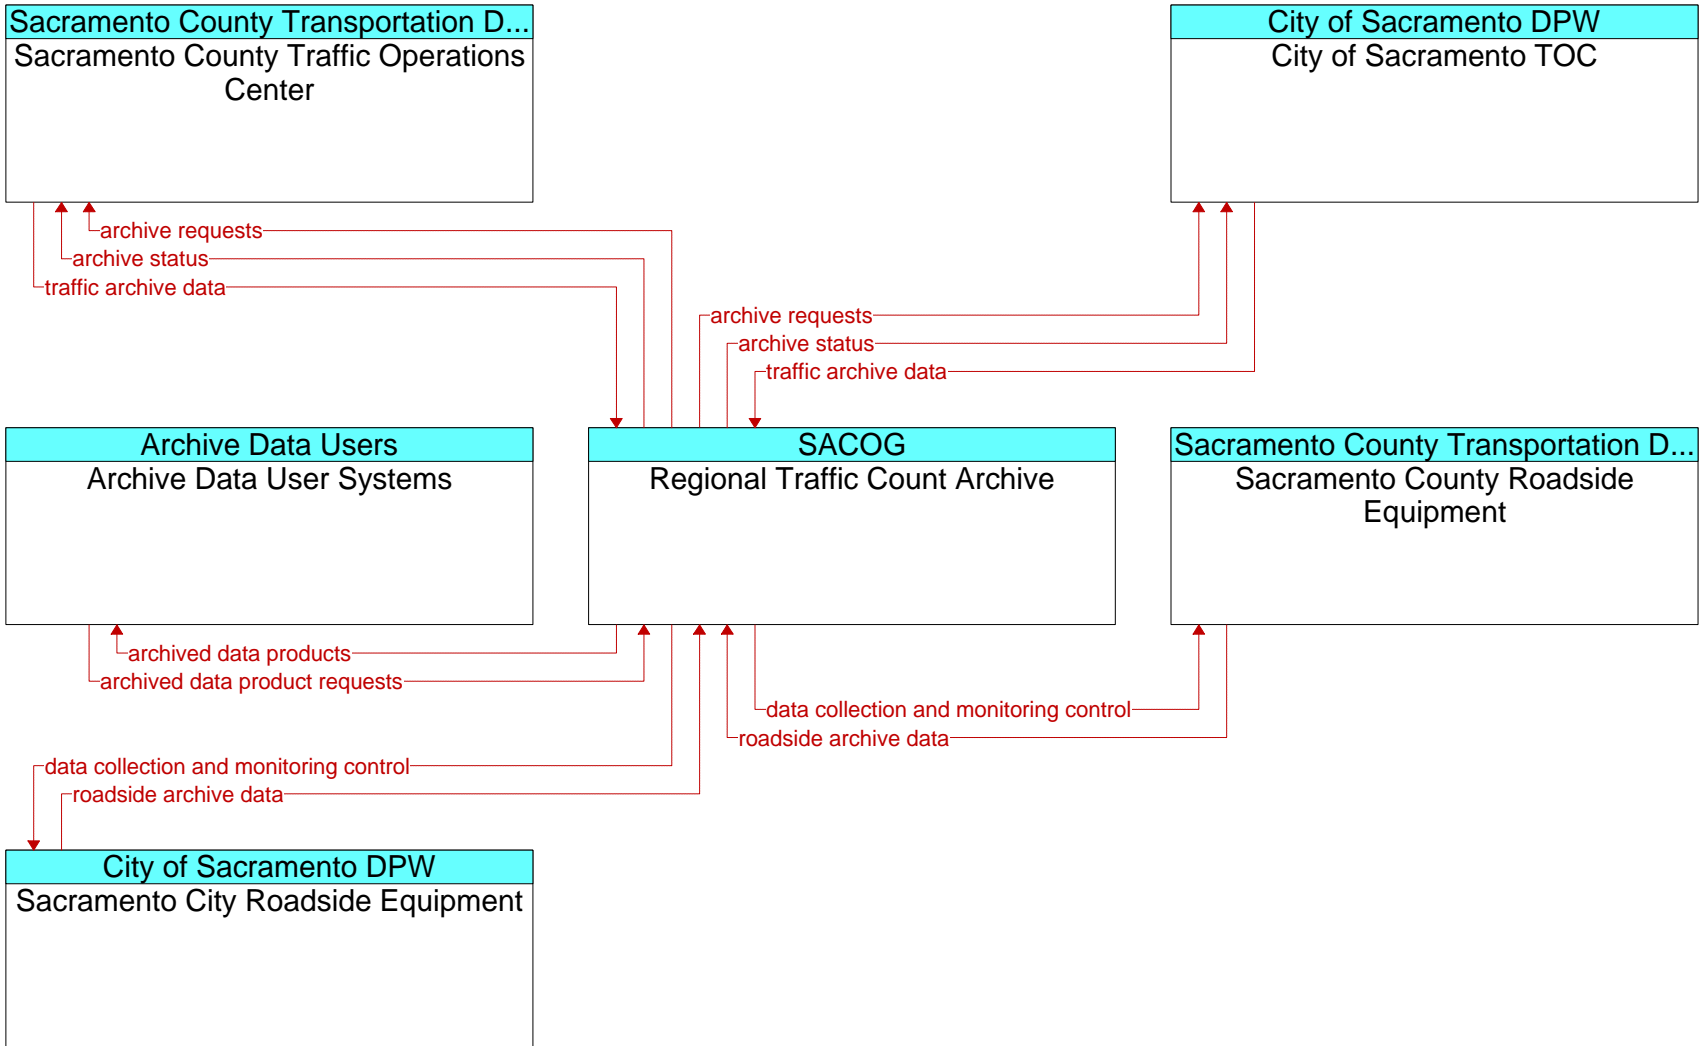 Sacramento County Transportation D...
Sacramento County Traffic Operations
Center
City of Sacramento DPW
City of Sacramento TOC
archive requests
archive status
traffic archive data
archive requests
archive status
traffic archive data
Archive Data Users
Archive Data User Systems
SACOG
Regional Traffic Count Archive
Sacramento County Transportation D...
Sacramento County Roadside
Equipment
archived data products
archived data product requests
data collection and monitoring control
roadside archive data
data collection and monitoring control
roadside archive data
City of Sacramento DPW
Sacramento City Roadside Equipment